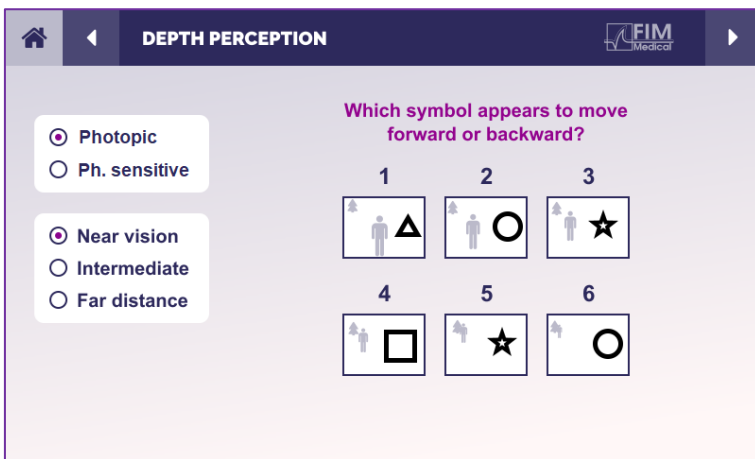 DEPTH PERCEPTION
FIM
Medical
Photopic
Ph. sensitive
Near vision
Intermediate
Far distance
Which symbol appears to move
forward or backward?
1 2 3
4 5 6